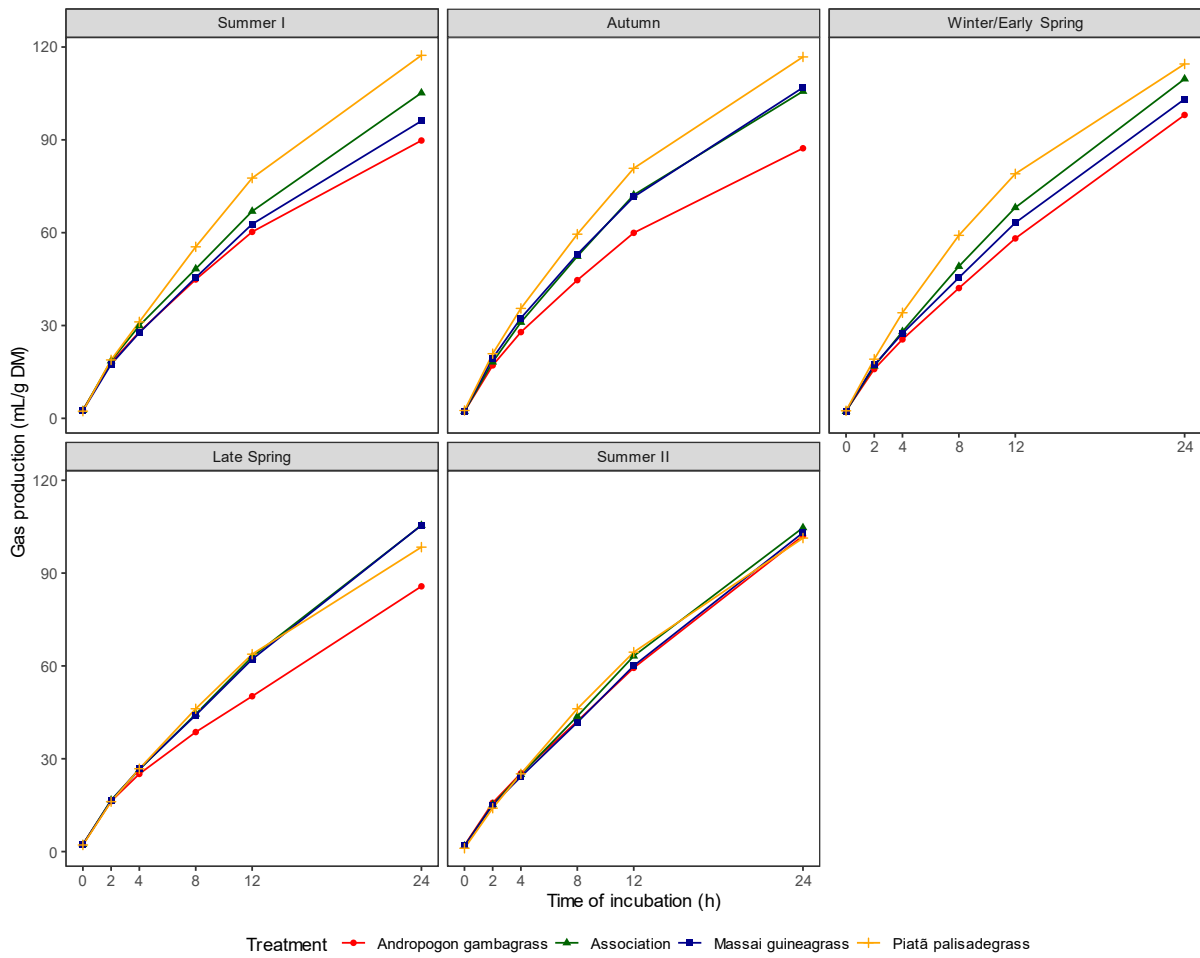 Summer I
Autumn
Winter/Early Spring
120
90
60
30
0
0 2 4 8 12 24
Late Spring
Summer II
120
90
60
30
0
0 2 4 8 12 24
0 2 4 8 12 24
Gas production (mL/g DM)
Time of incubation (h)
Treatment Andropogon gambagrass Association Massai guineagrass Piatã palisadegrass